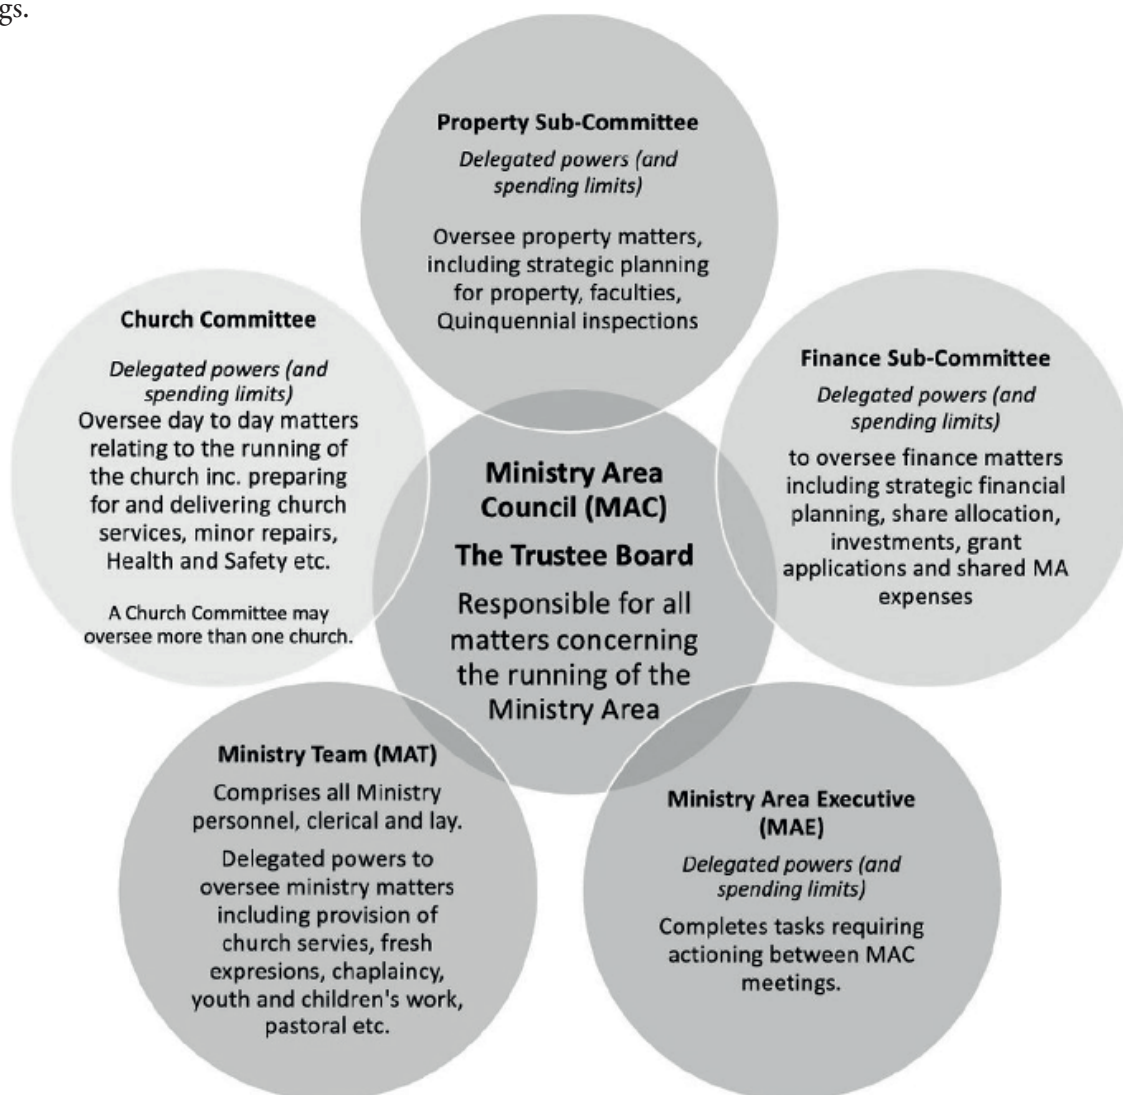 gs.
Property Sub-Committee
Delegated powers (and
spending limits)
Oversee property matters,
including strategic planning
for property, faculties,
Quinquennial inspections
Church Committee
Delegated powers (and
spending limits)
Oversee day to day matters
relating to the running of
the church inc. preparing
for and delivering church
services, minor repairs,
Health and Safety etc.
A Church Committee may
oversee more than one church.
Finance Sub-Committee
Delegated powers (and
spending limits)
to oversee finance matters
including strategic financial
planning, share allocation,
investments, grant
applications and shared MA
expenses
Ministry Area
Council (MAC)
The Trustee Board
Responsible for all
matters concerning
the running of the
Ministry Area
Ministry Team (MAT)
Comprises all Ministry
personnel, clerical and lay.
Delegated powers to
oversee ministry matters
including provision of
church servies, fresh
expresions, chaplaincy,
youth and children's work,
pastoral etc.
Ministry Area Executive
(MAE)
Delegated powers (and
spending limits)
Completes tasks requiring
actioning between MAC
meetings.